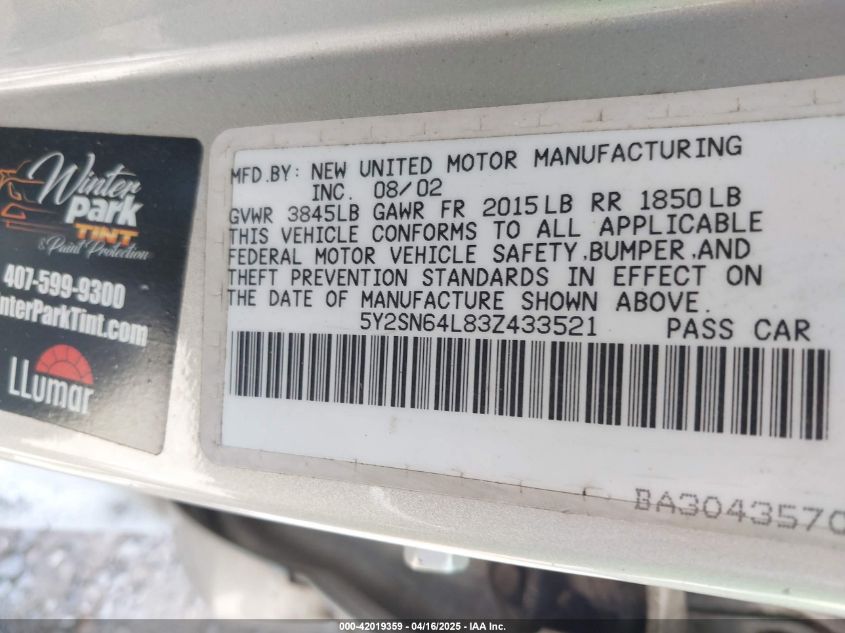 Winter
Park
TINT
& Paint Protection
407-599-9300
nterParkTint.com
LLumar
MFD.BY: NEW UNITED MOTOR MANUFACTURING
INC. 08/02
GVWR 3845LB GAWR FR 2015LB RR 1850LB
THIS VEHICLE CONFORMS TO ALL APPLICABLE
FEDERAL MOTOR VEHICLE SAFETY,BUMPER,AND
THEFT PREVENTION STANDARDS IN EFFECT ON
THE DATE OF MANUFACTURE SHOWN ABOVE.
5Y2SN64L83Z433521 PASS CAR
BA3043570
000-42019359 - 04/16/2025 - IAA Inc.